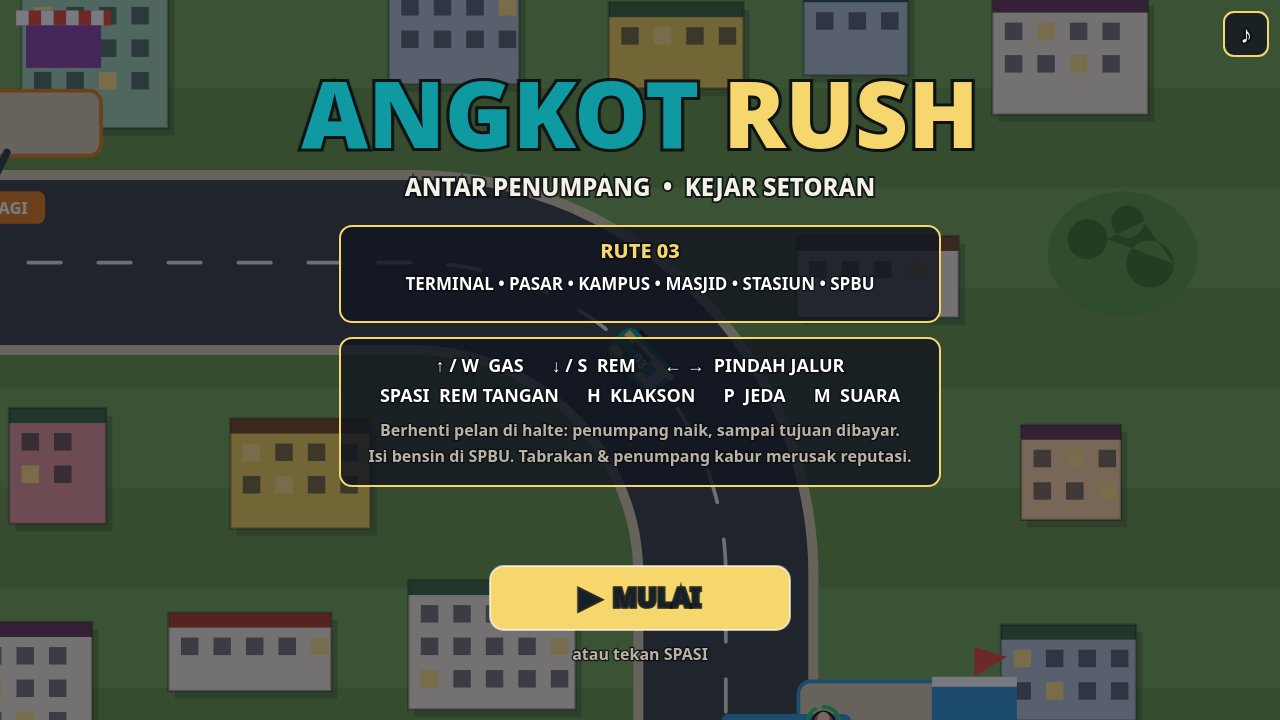 ♪
ANGKOT RUSH
ANTAR PENUMPANG • KEJAR SETORAN
AGI
RUTE 03
TERMINAL • PASAR • KAMPUS • MASJID • STASIUN • SPBU
↑ / W GAS ↓ / S REM ← → PINDAH JALUR
SPASI REM TANGAN H KLAKSON P JEDA M SUARA
Berhenti pelan di halte: penumpang naik, sampai tujuan dibayar.
Isi bensin di SPBU. Tabrakan & penumpang kabur merusak reputasi.
▶ MULAI
atau tekan SPASI